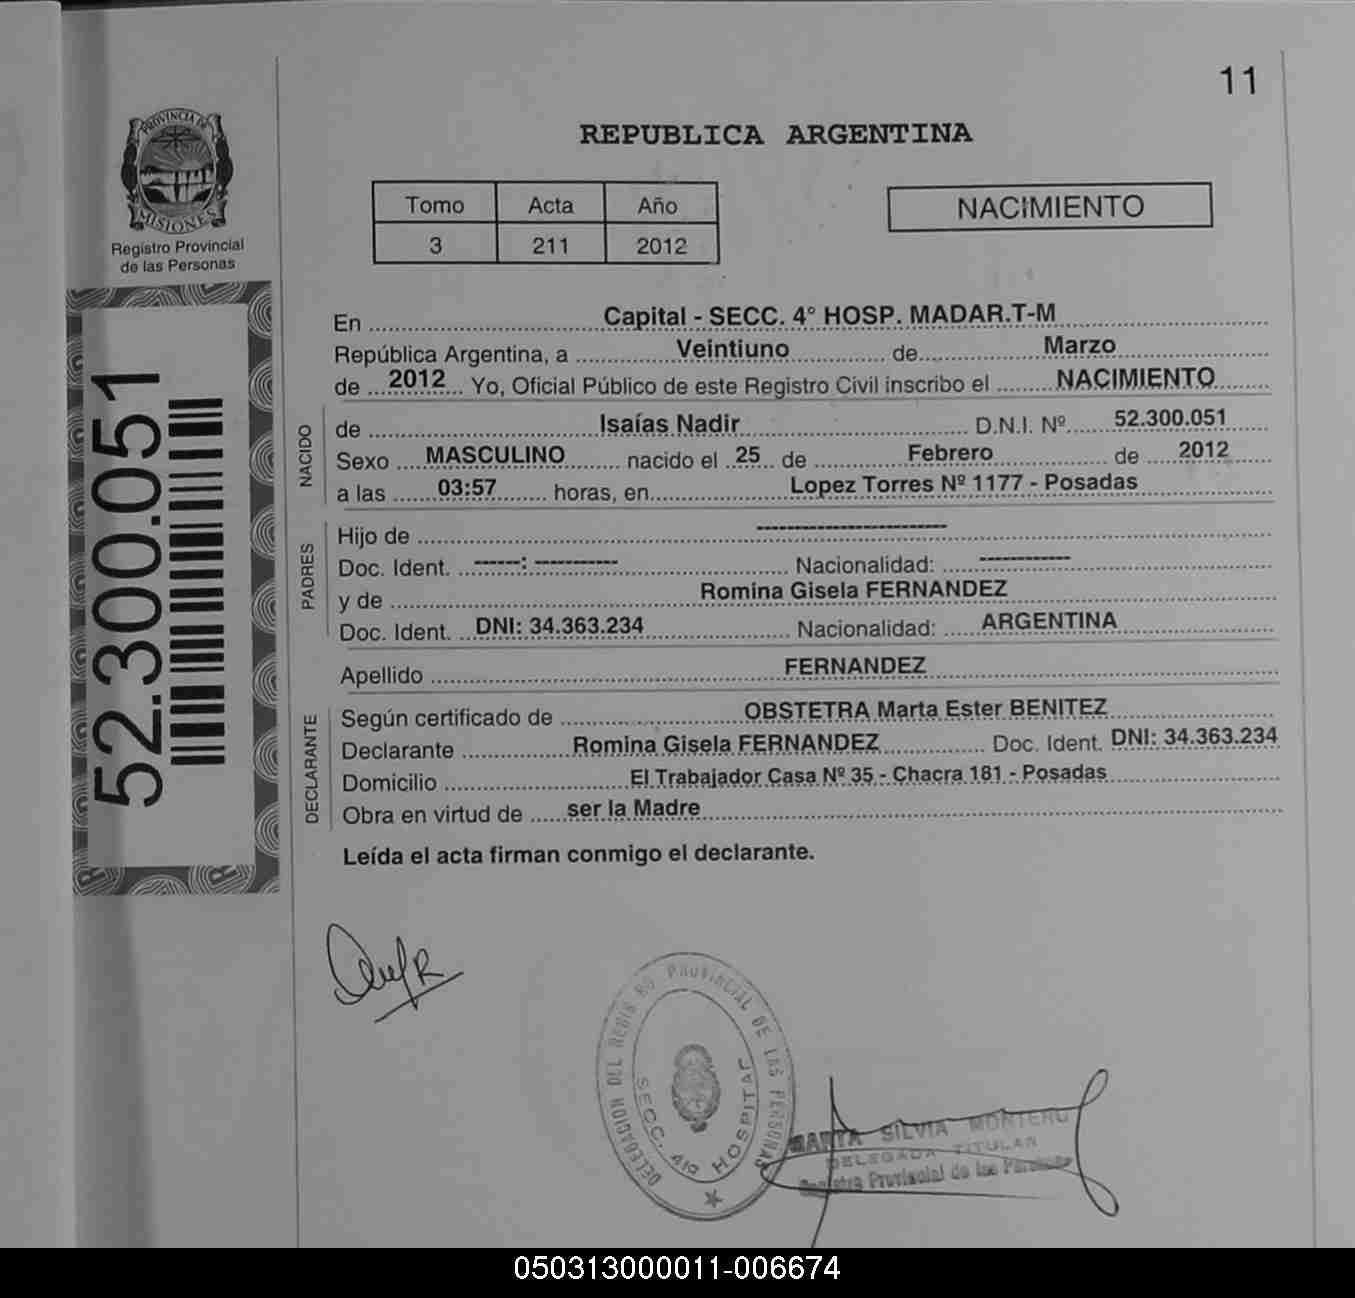 11
PROVINCIA DE
MISIONES
Registro Provincial
de las Personas
REPUBLICA ARGENTINA
Tomo Acta Año
3 211 2012
NACIMIENTO
52.300.051
En Capital - SECC. 4° HOSP. MADAR.T-M
República Argentina, a Veintiuno de Marzo
de 2012 Yo, Oficial Público de este Registro Civil inscribo el NACIMIENTO
NACIDO
de Isaías Nadir D.N.I. Nº 52.300.051
Sexo MASCULINO nacido el 25 de Febrero de 2012
a las 03:57 horas, en Lopez Torres Nº 1177 - Posadas
PADRES
Hijo de ------------------------
Doc. Ident. ------: ----------- Nacionalidad: ------------
y de Romina Gisela FERNANDEZ
Doc. Ident. DNI: 34.363.234 Nacionalidad: ARGENTINA
Apellido FERNANDEZ
DECLARANTE
Según certificado de OBSTETRA Marta Ester BENITEZ
Declarante Romina Gisela FERNANDEZ Doc. Ident. DNI: 34.363.234
Domicilio El Trabajador Casa Nº 35 - Chacra 181 - Posadas
Obra en virtud de ser la Madre
Leída el acta firman conmigo el declarante.
DELEGACION DEL REGISTRO PROVINCIAL DE LAS PERSONAS
SECC. 4º HOSPITAL
MARTA SILVIA MONTERO
DELEGADA TITULAR
Registro Provincial de las Personas
050313000011-006674